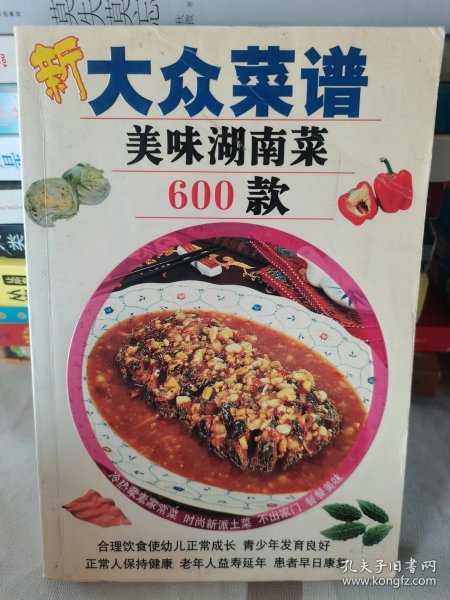 新大众菜谱
美味湖南菜
600款
冷热荤素家常菜 时尚新派土菜 不出家门 尝餐美味
合理饮食使幼儿正常成长 青少年发育良好
正常人保持健康 老年人益寿延年 患者早日康复
孔夫子旧书网
www.kongfz.com